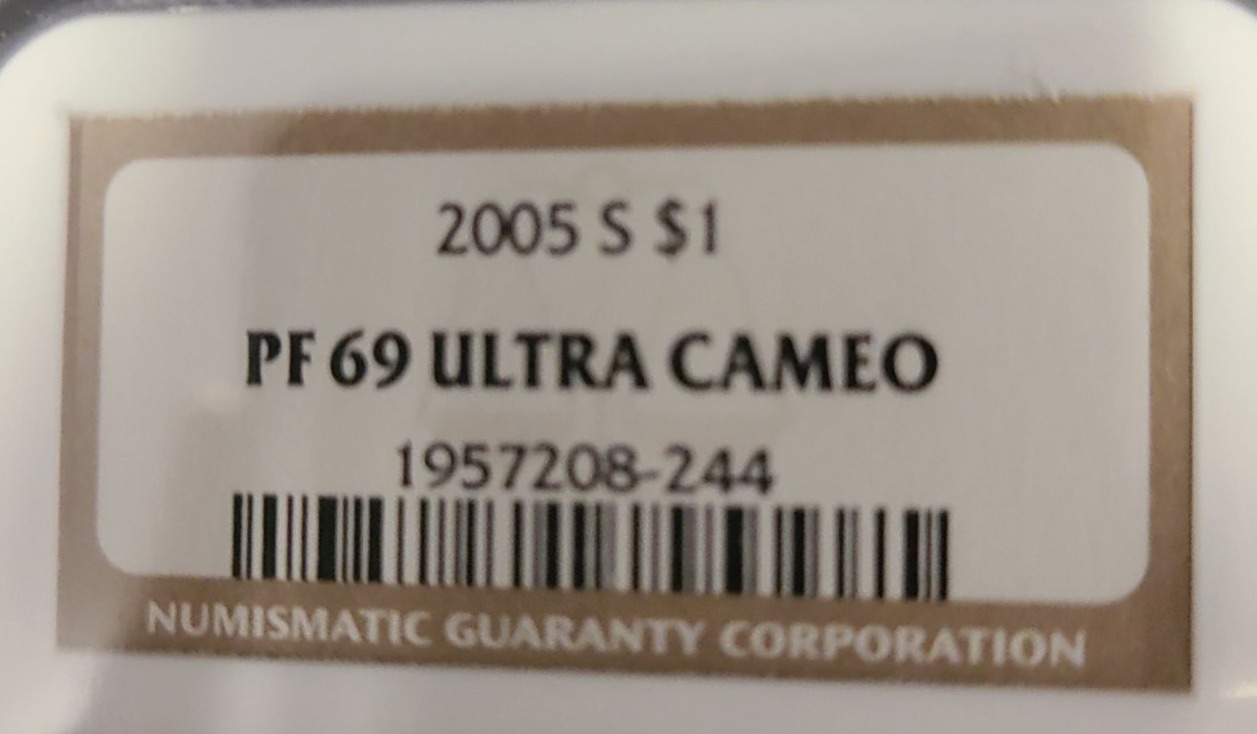 2005 S $1
PF 69 ULTRA CAMEO
1957208-244
NUMISMATIC GUARANTY CORPORATION